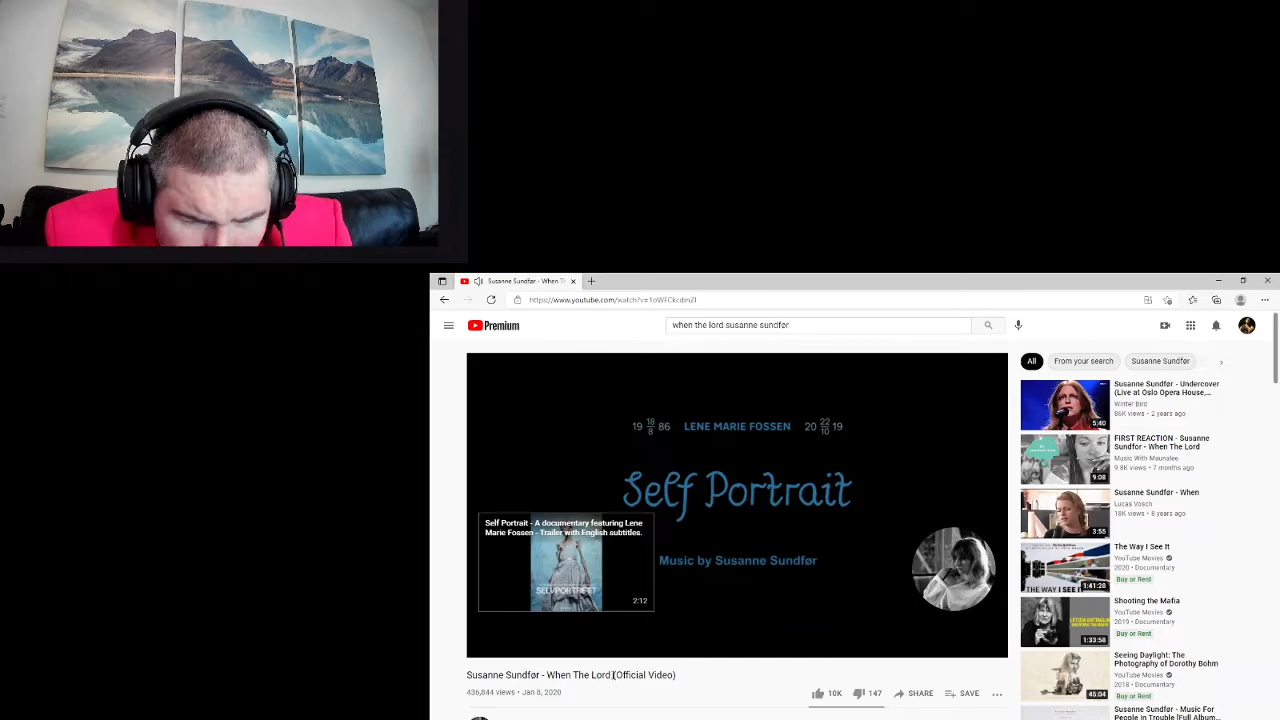 Susanne Sundfør - When T
https://www.youtube.com/watch?v=1oWFCkcdmZI
Premium
when the lord susanne sundfør
All
From your search
Susanne Sundfør
19 18 8 86 LENE MARIE FOSSEN 20 22 10 19
Self Portrait
Self Portrait - A documentary featuring Lene
Marie Fossen - Trailer with English subtitles.
SELVPORTRETT
2:12
Music by Susanne Sundfør
Susanne Sundfør - When The Lord (Official Video)
436,844 views • Jan 8, 2020
10K
147
SHARE
SAVE
Susanne Sundfør - Undercover
(Live at Oslo Opera House,...
Winter Bird
86K views • 2 years ago
5:40
FIRST REACTION - Susanne
Sundfor - When The Lord
Music With Maunalee
9.8K views • 7 months ago
9:08
Susanne Sundfør - When
Lucas Vosch
18K views • 8 years ago
3:55
The Way I See It
YouTube Movies
2020 • Documentary
Buy or Rent
THE WAY I SEE IT
1:41:28
Shooting the Mafia
YouTube Movies
2019 • Documentary
Buy or Rent
SHOOTING THE MAFIA
1:33:58
Seeing Daylight: The
Photography of Dorothy Bohm
YouTube Movies
2018 • Documentary
Buy or Rent
45:04
Susanne Sundfør - Music For
People in Trouble [Full Album